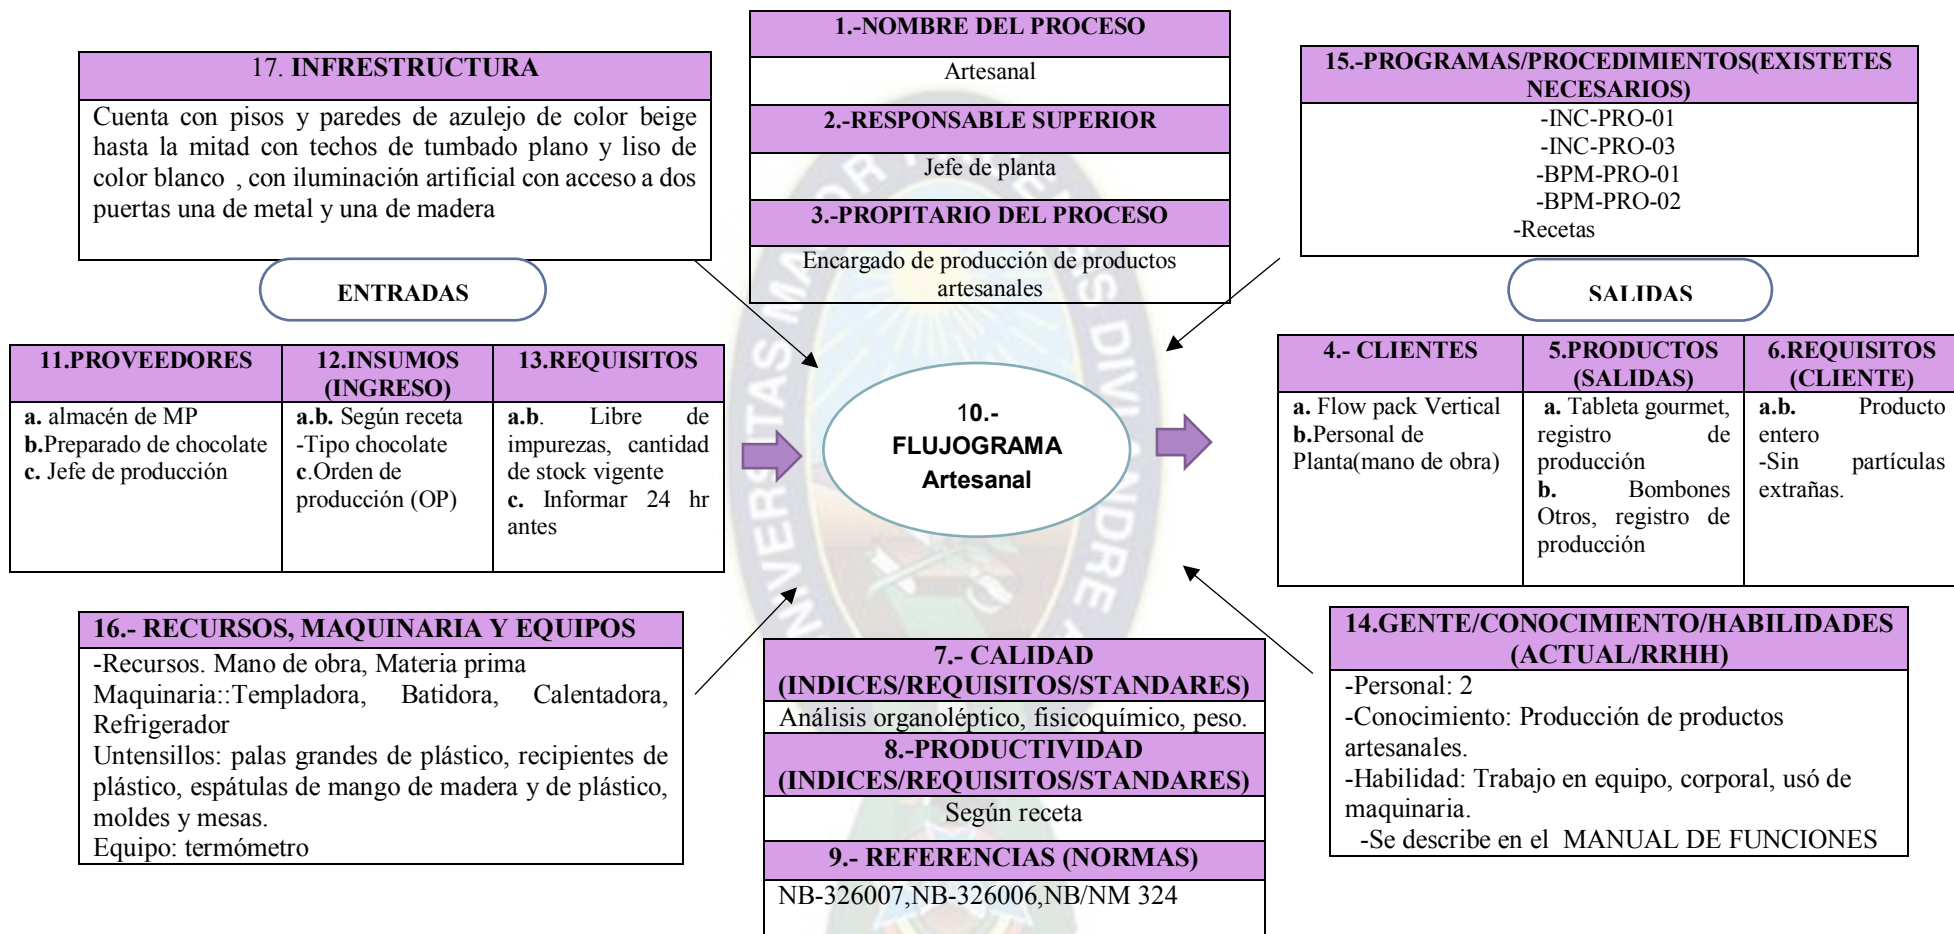 1.-NOMBRE DEL PROCESO
Artesanal
2.-RESPONSABLE SUPERIOR
Jefe de planta
3.-PROPITARIO DEL PROCESO
Encargado de producción de productos
artesanales
17. INFRESTRUCTURA
Cuenta con pisos y paredes de azulejo de color beige
hasta la mitad con techos de tumbado plano y liso de
color blanco , con iluminación artificial con acceso a dos
puertas una de metal y una de madera
15.-PROGRAMAS/PROCEDIMIENTOS(EXISTETES
NECESARIOS)
-INC-PRO-01
-INC-PRO-03
-BPM-PRO-01
-BPM-PRO-02
-Recetas
ENTRADAS
SALIDAS
11.PROVEEDORES
a. almacén de MP
b.Preparado de chocolate
c. Jefe de producción
12.INSUMOS
(INGRESO)
a.b. Según receta
-Tipo chocolate
c.Orden de
producción (OP)
13.REQUISITOS
a.b. Libre de
impurezas, cantidad
de stock vigente
c. Informar 24 hr
antes
10.-
FLUJOGRAMA
Artesanal
4.- CLIENTES
a. Flow pack Vertical
b.Personal de
Planta(mano de obra)
5.PRODUCTOS
(SALIDAS)
a. Tableta gourmet,
registro de
producción
b. Bombones
Otros, registro de
producción
6.REQUISITOS
(CLIENTE)
a.b. Producto
entero
-Sin partículas
extrañas.
16.- RECURSOS, MAQUINARIA Y EQUIPOS
-Recursos. Mano de obra, Materia prima
Maquinaria::Templadora, Batidora, Calentadora,
Refrigerador
Untensillos: palas grandes de plástico, recipientes de
plástico, espátulas de mango de madera y de plástico,
moldes y mesas.
Equipo: termómetro
7.- CALIDAD
(INDICES/REQUISITOS/STANDARES)
Análisis organoléptico, fisicoquímico, peso.
8.-PRODUCTIVIDAD
(INDICES/REQUISITOS/STANDARES)
Según receta
9.- REFERENCIAS (NORMAS)
NB-326007,NB-326006,NB/NM 324
14.GENTE/CONOCIMIENTO/HABILIDADES
(ACTUAL/RRHH)
-Personal: 2
-Conocimiento: Producción de productos
artesanales.
-Habilidad: Trabajo en equipo, corporal, usó de
maquinaria.
-Se describe en el MANUAL DE FUNCIONES